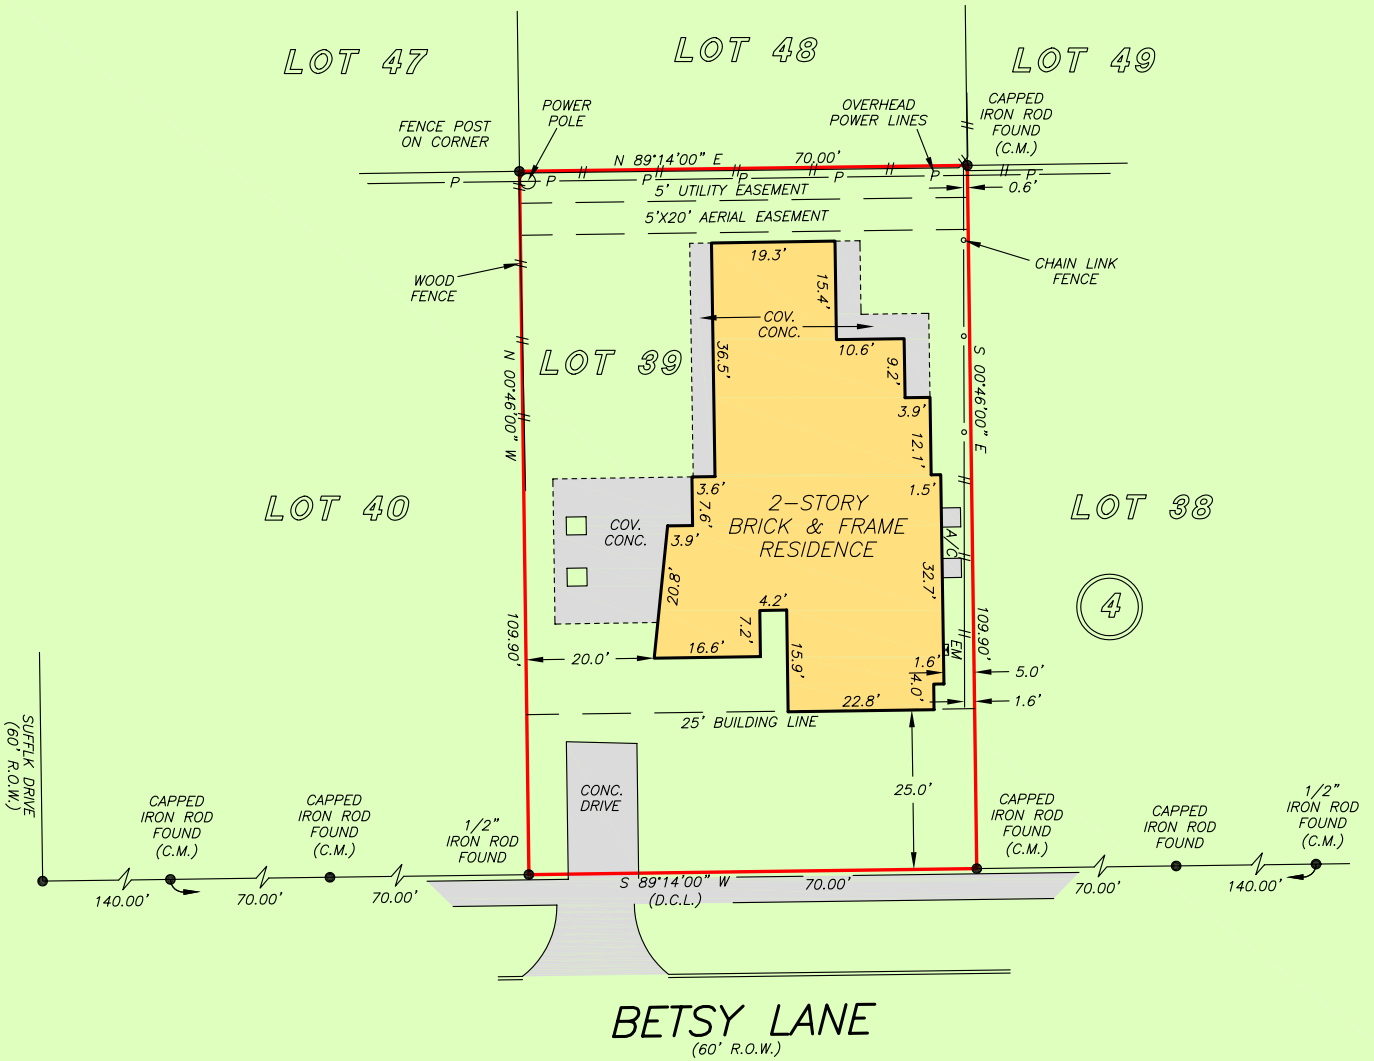 LOT 47
LOT 48
LOT 49
FENCE POST
ON CORNER
POWER
POLE
OVERHEAD
POWER LINES
CAPPED
IRON ROD
FOUND
(C.M.)
N 89°14'00" E
70.00'
P
P
P
P
P
P
P
5' UTILITY EASEMENT
0.6'
5'X20' AERIAL EASEMENT
WOOD
FENCE
CHAIN LINK
FENCE
19.3'
15.4'
COV.
CONC.
10.6'
36.5'
9.2'
3.9'
12.1'
LOT 39
N 00°46'00" W
S 00°46'00" E
LOT 40
LOT 38
3.6'
1.5'
7.6'
COV.
CONC.
3.9'
2-STORY
BRICK & FRAME
RESIDENCE
A/C
20.8'
32.7'
4
4.2'
7.2'
16.6'
15.9'
109.90'
109.90'
20.0'
EM
1.6'
4.0'
5.0'
1.6'
22.8'
25' BUILDING LINE
SUFFLK DRIVE
(60' R.O.W.)
CONC.
DRIVE
25.0'
CAPPED
IRON ROD
FOUND
(C.M.)
CAPPED
IRON ROD
FOUND
(C.M.)
1/2"
IRON ROD
FOUND
CAPPED
IRON ROD
FOUND
(C.M.)
CAPPED
IRON ROD
FOUND
1/2"
IRON ROD
FOUND
(C.M.)
140.00'
70.00'
70.00'
S 89°14'00" W
70.00'
(D.C.L.)
70.00'
140.00'
BETSY LANE
(60' R.O.W.)